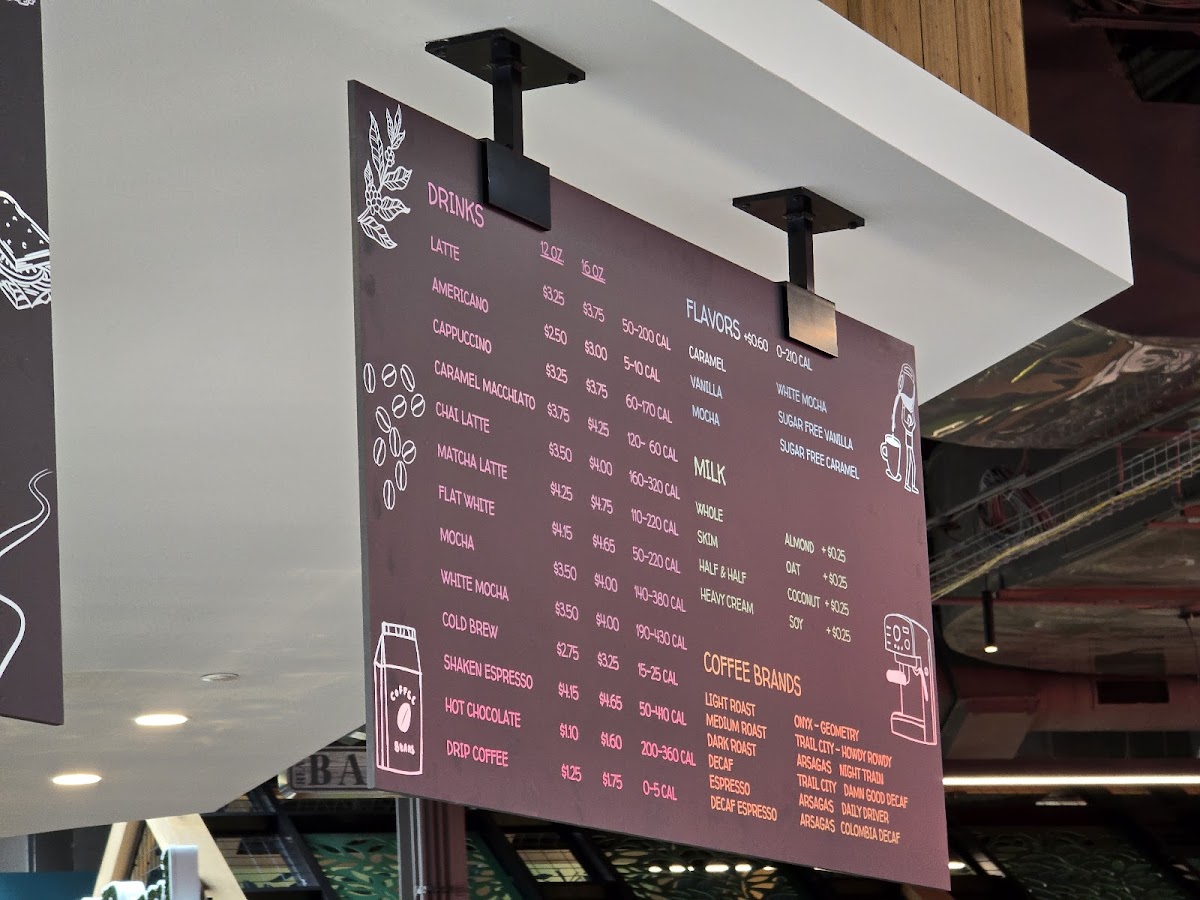 DRINKS
12 OZ 16 OZ
LATTE $3.25 $3.75 50-200 CAL
AMERICANO $2.50 $3.00 5-10 CAL
CAPPUCCINO $3.25 $3.75 60-170 CAL
CARAMEL MACCHIATO $3.75 $4.25 120- 60 CAL
CHAI LATTE $3.50 $4.00 160-320 CAL
MATCHA LATTE $4.25 $4.75 110-220 CAL
FLAT WHITE $4.15 $4.65 50-220 CAL
MOCHA $3.50 $4.00 140-380 CAL
WHITE MOCHA $3.50 $4.00 190-430 CAL
COLD BREW $2.75 $3.25 15-25 CAL
SHAKEN ESPRESSO $4.15 $4.65 50-410 CAL
HOT CHOCOLATE $1.10 $1.60 200-360 CAL
DRIP COFFEE $1.25 $1.75 0-5 CAL
FLAVORS +$0.60 0-210 CAL
CARAMEL WHITE MOCHA
VANILLA SUGAR FREE VANILLA
MOCHA SUGAR FREE CARAMEL
MILK
WHOLE ALMOND +$0.25
SKIM OAT +$0.25
HALF & HALF COCONUT +$0.25
HEAVY CREAM SOY +$0.25
COFFEE BRANDS
LIGHT ROAST ONYX - GEOMETRY
MEDIUM ROAST TRAIL CITY - HOWDY ROWDY
DARK ROAST ARSAGAS NIGHT TRAIN
DECAF TRAIL CITY DAMN GOOD DECAF
ESPRESSO ARSAGAS DAILY DRIVER
DECAF ESPRESSO ARSAGAS COLOMBIA DECAF
COFFEE
BEANS
BA